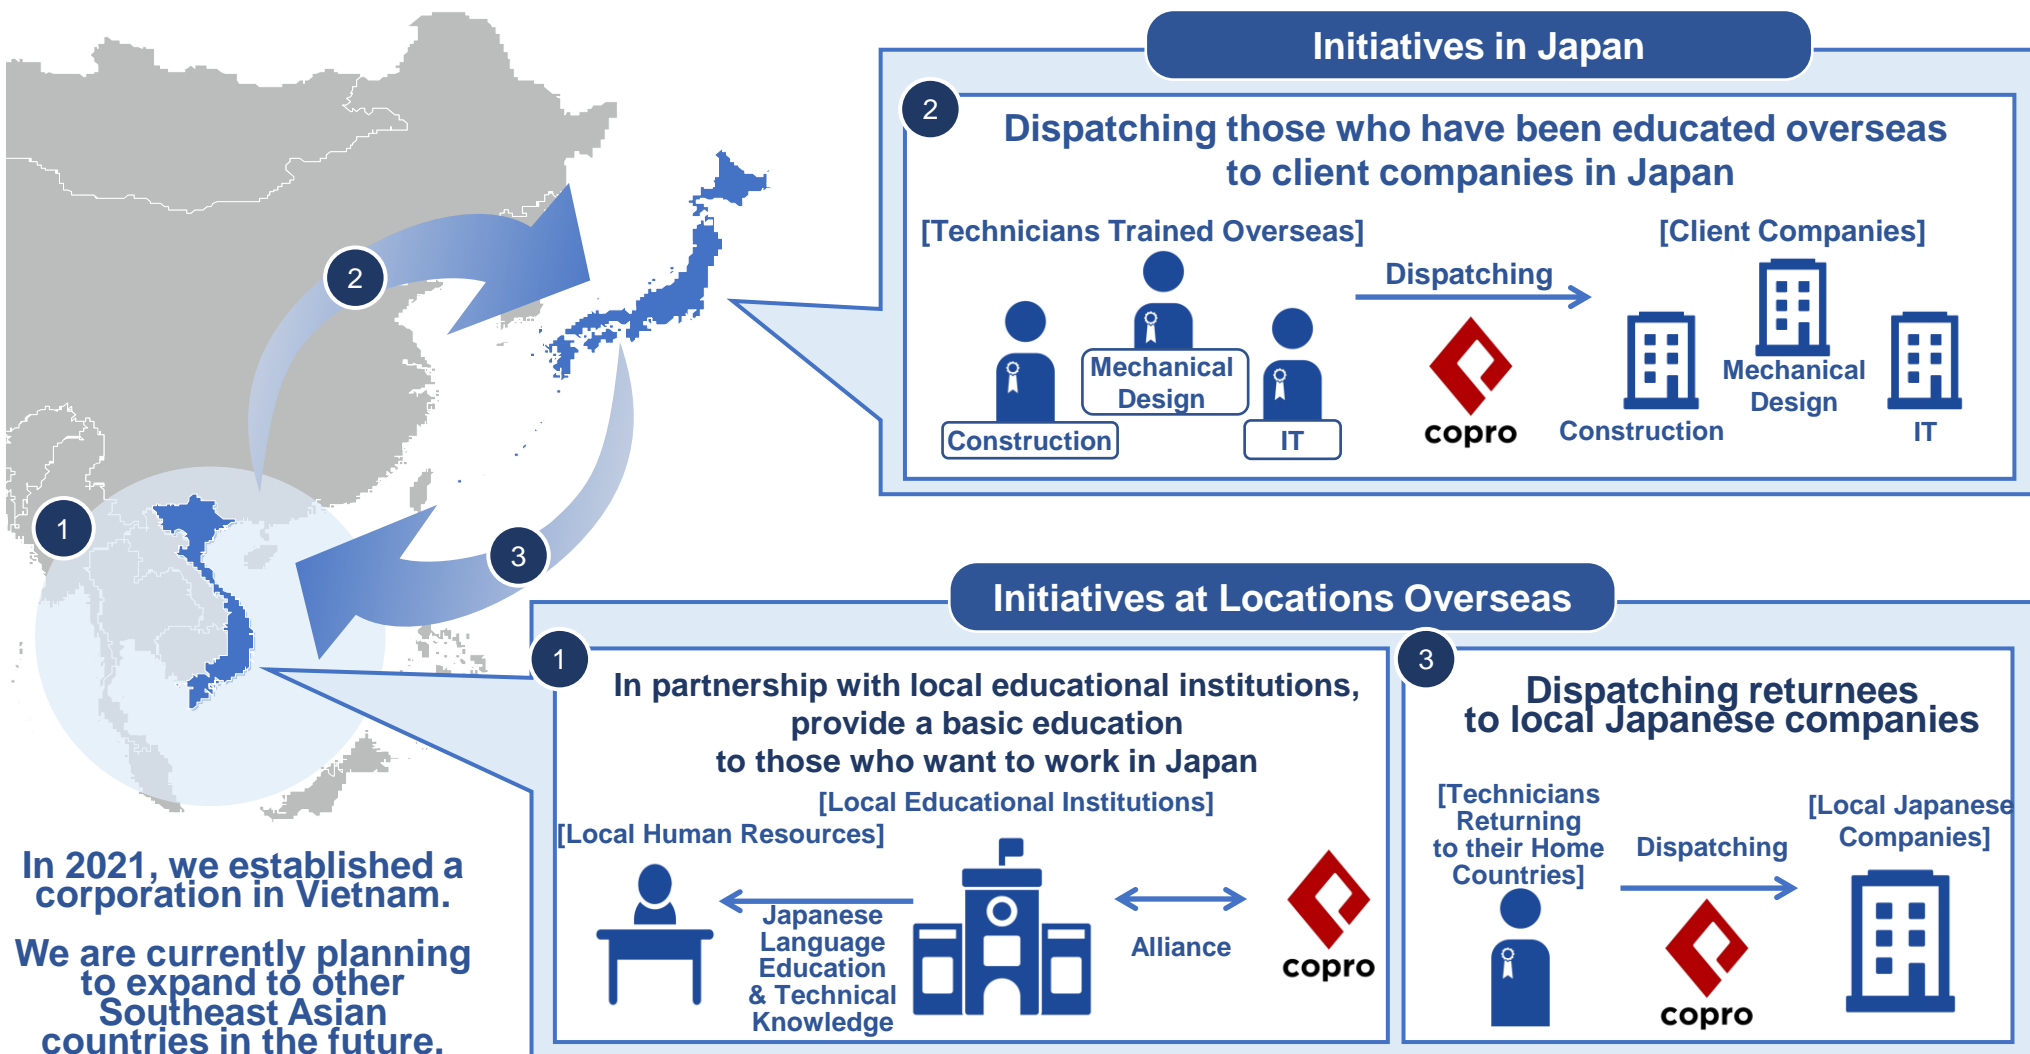 Initiatives in Japan
2
Dispatching those who have been educated overseas
to client companies in Japan
[Technicians Trained Overseas]
[Client Companies]
Dispatching
Mechanical
Design
Construction
IT
copro
Mechanical
Design
Construction
IT
2
1
3
In 2021, we established a
corporation in Vietnam.
We are currently planning
to expand to other
Southeast Asian
countries in the future.
Initiatives at Locations Overseas
1
In partnership with local educational institutions,
provide a basic education
to those who want to work in Japan
[Local Educational Institutions]
[Local Human Resources]
Japanese
Language
Education
& Technical
Knowledge
Alliance
copro
3
Dispatching returnees
to local Japanese companies
[Technicians
Returning
to their Home
Countries]
Dispatching
[Local Japanese
Companies]
copro